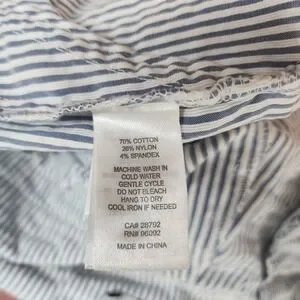 70% COTTON
26% NYLON
4% SPANDEX
MACHINE WASH IN
COLD WATER
GENTLE CYCLE
DO NOT BLEACH
HANG TO DRY
COOL IRON IF NEEDED
CA# 28792
RN# 96092
MADE IN CHINA